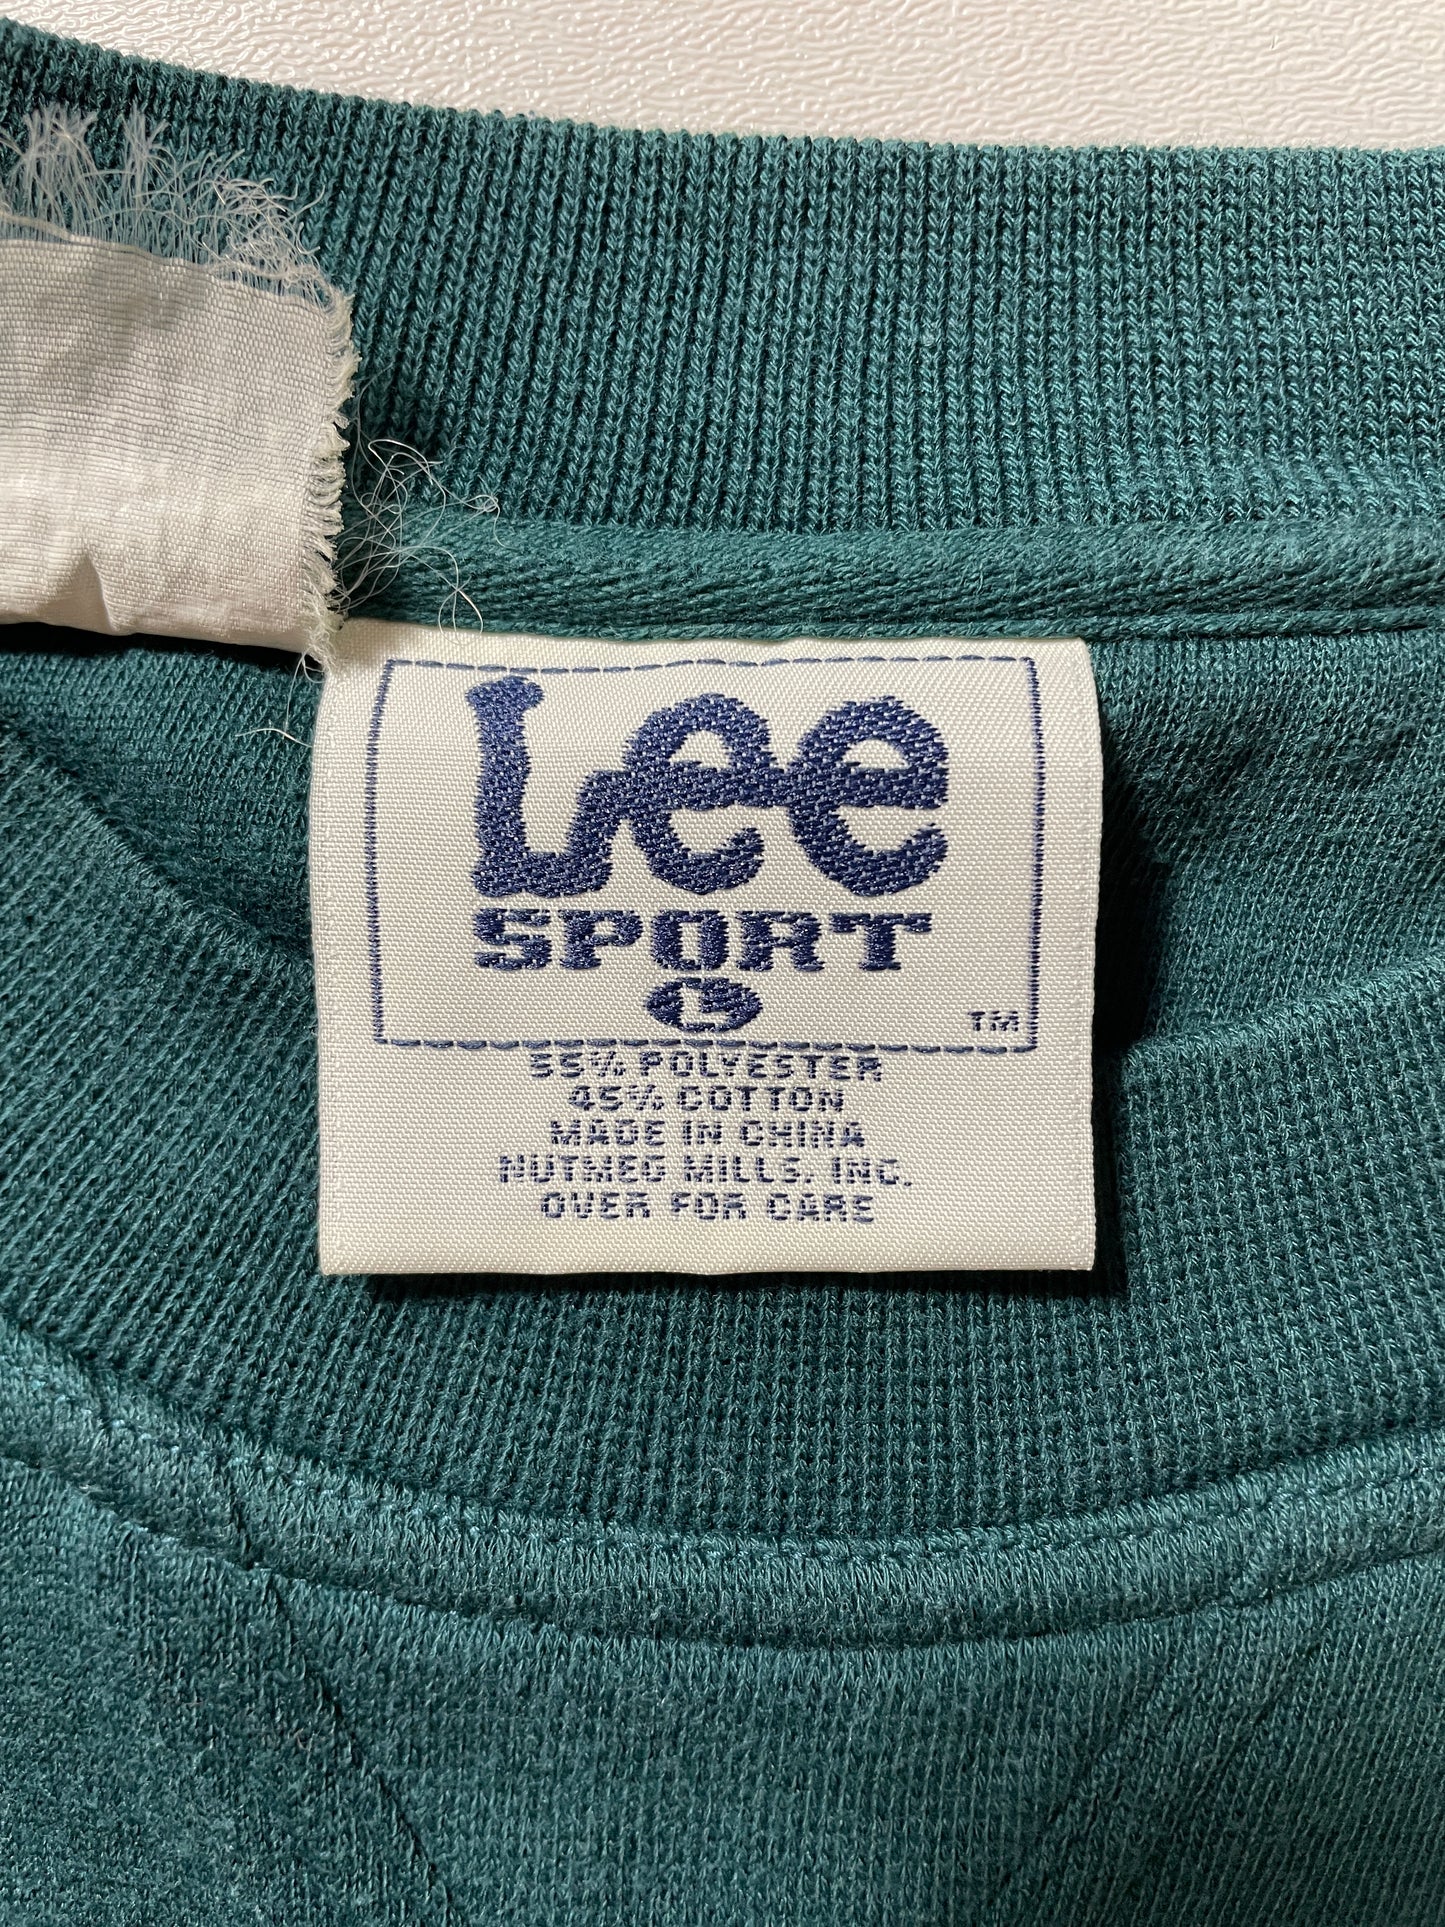 Lee
SPORT
L
TM
55% POLYESTER
45% COTTON
MADE IN CHINA
NUTMEG MILLS, INC.
OVER FOR CARE